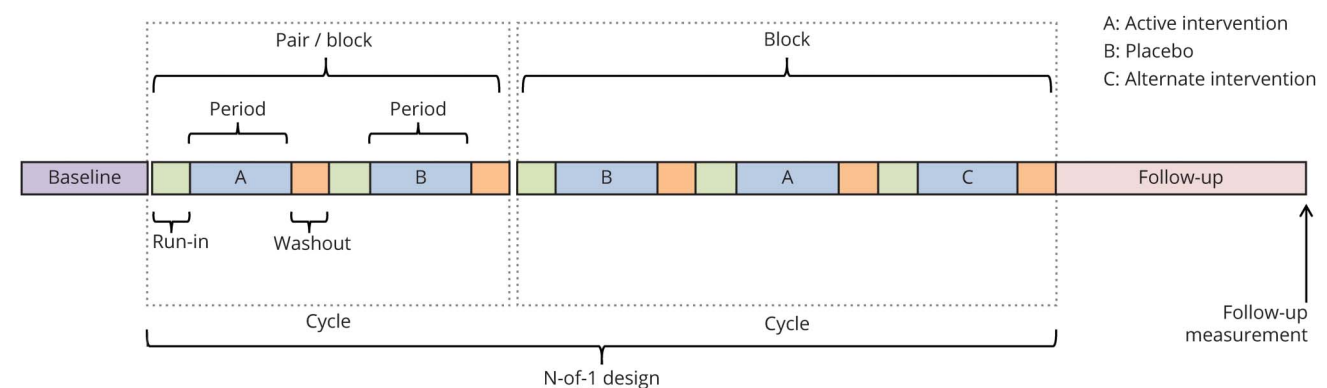 A: Active intervention
B: Placebo
C: Alternate intervention
Pair / block
Block
Period
Period
Baseline
A
B
B
A
C
Follow-up
Run-in
Washout
Follow-up
measurement
Cycle
Cycle
N-of-1 design